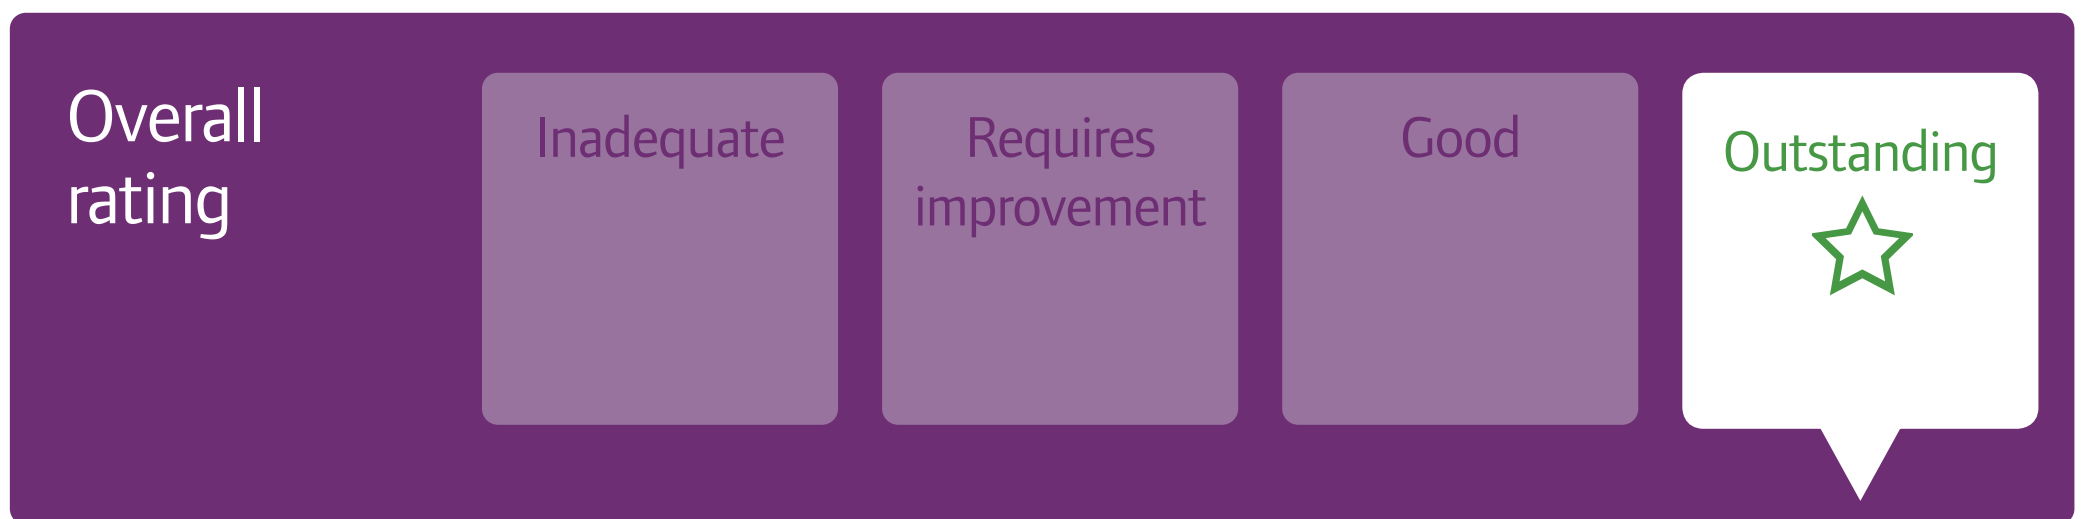 Overall
rating
Inadequate
Requires
improvement
Good
Outstanding